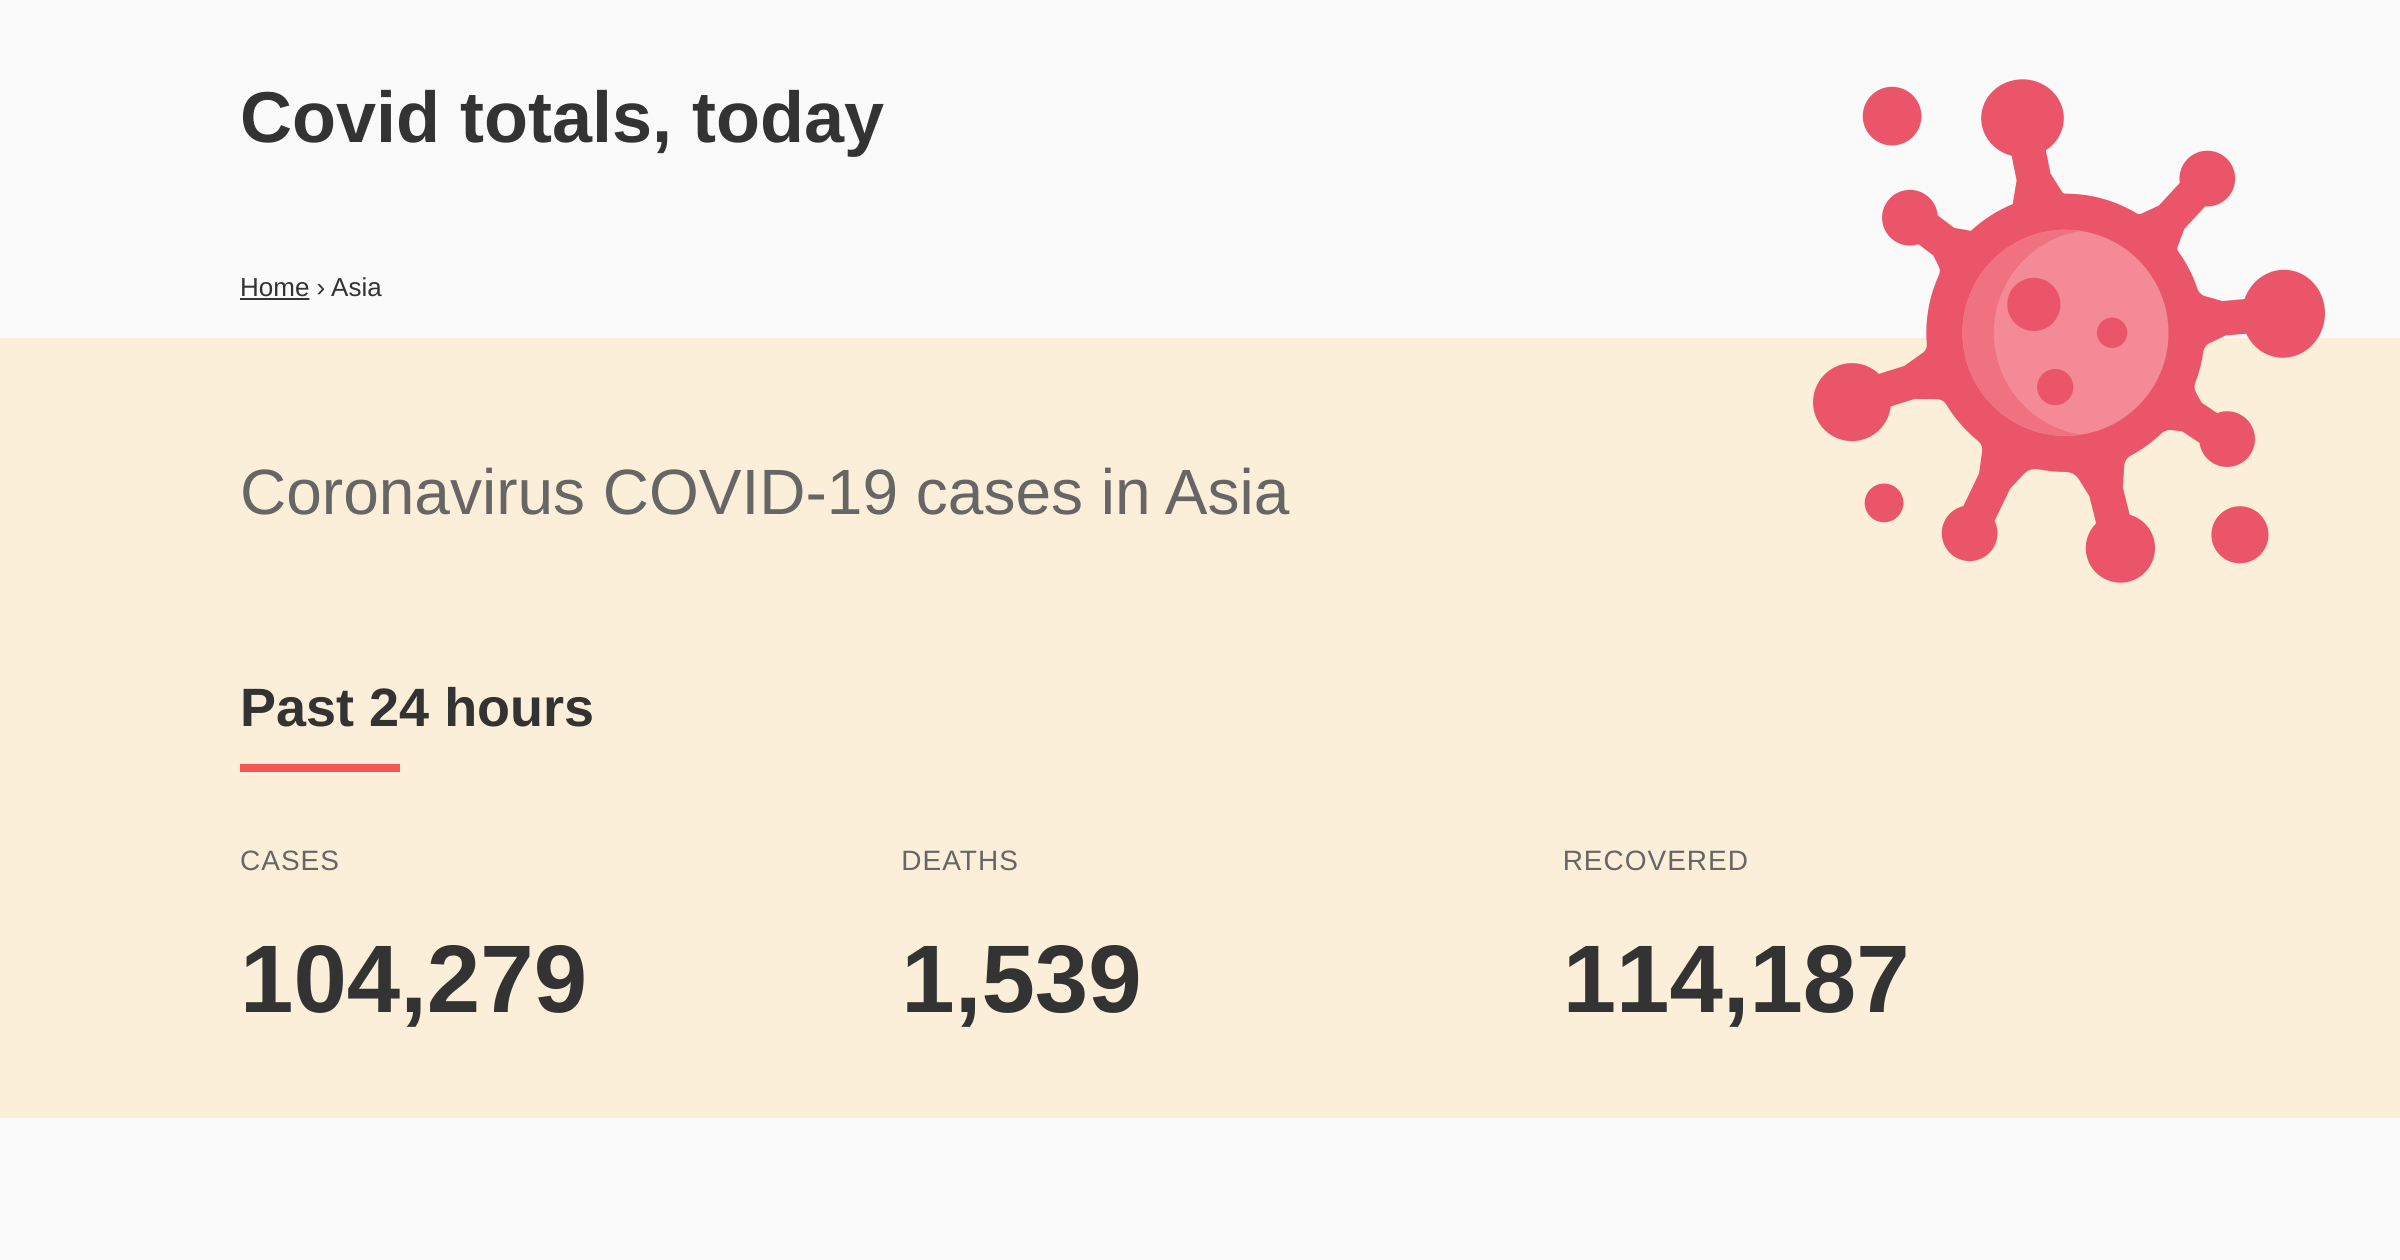 Covid totals, today
Home › Asia
Coronavirus COVID-19 cases in Asia
Past 24 hours
CASES
DEATHS
RECOVERED
104,279
1,539
114,187